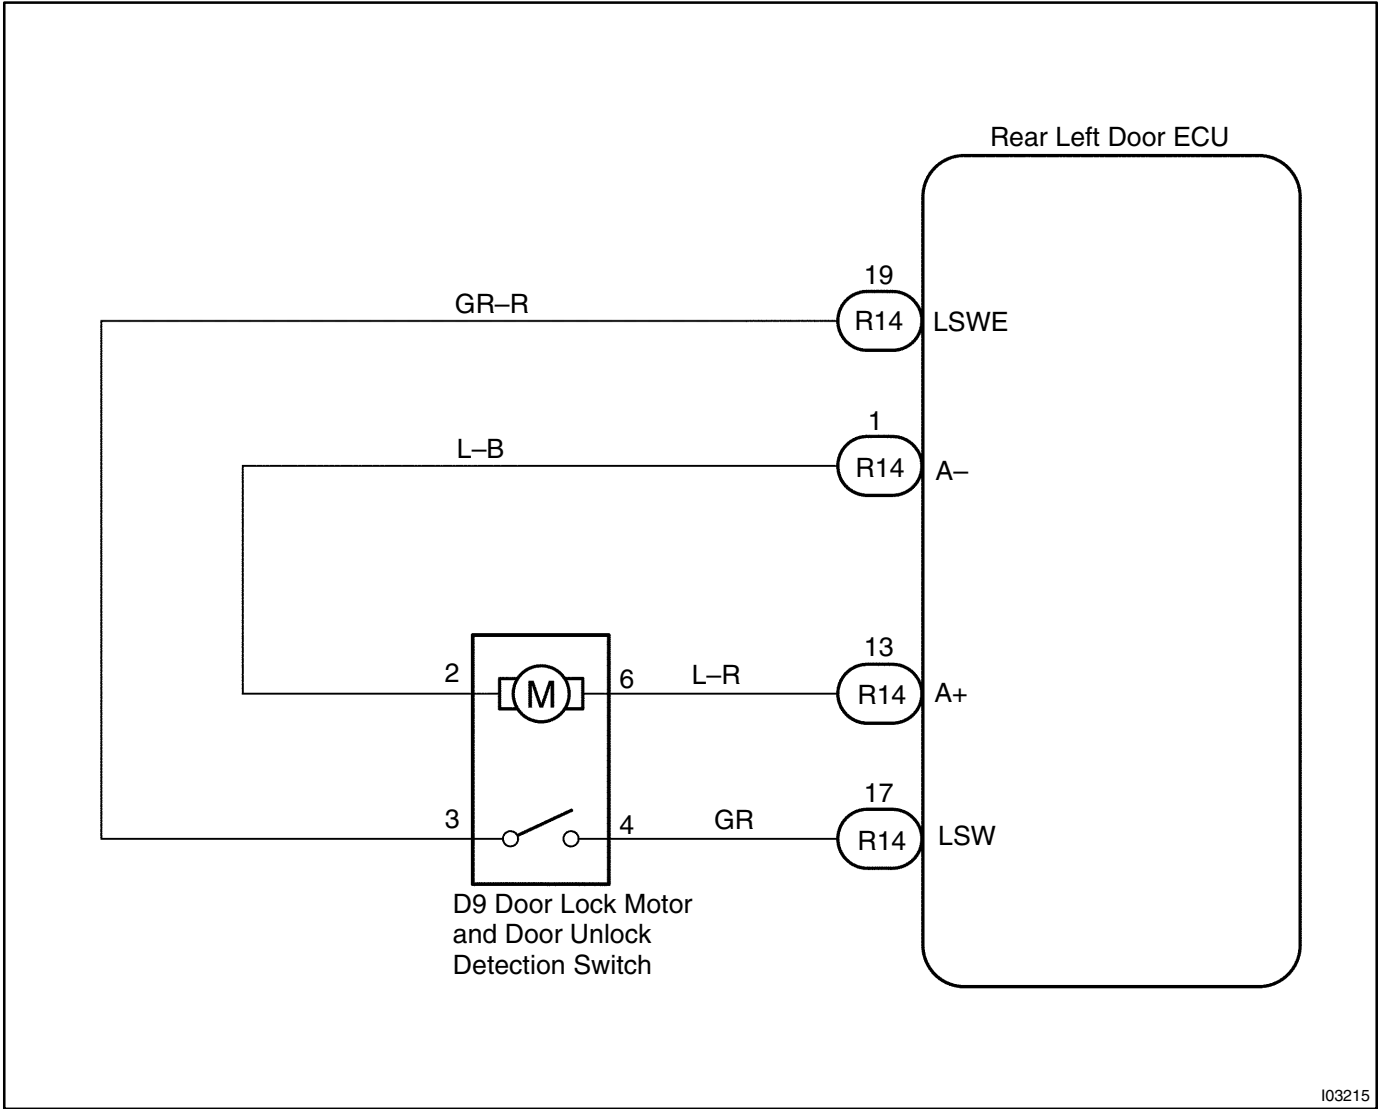 Rear Left Door ECU
19
GR–R
R14
LSWE
1
L–B
R14
A–
13
2
6
L–R
M
R14
A+
17
3
4
GR
R14
LSW
D9 Door Lock Motor
and Door Unlock
Detection Switch
I03215